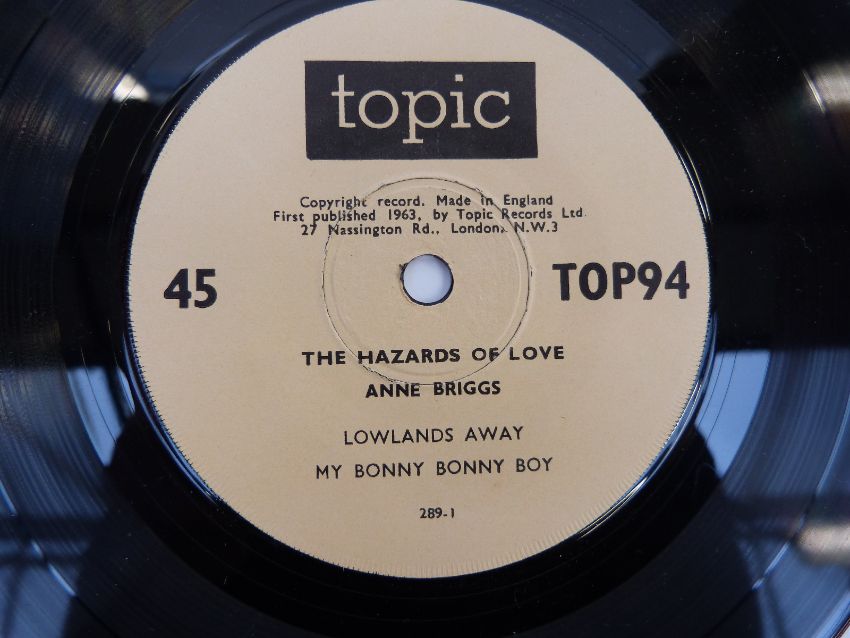 topic
Copyright record. Made in England
First published 1963, by Topic Records Ltd.
27 Nassington Rd., London, N.W.3
45
TOP94
THE HAZARDS OF LOVE
ANNE BRIGGS
LOWLANDS AWAY
MY BONNY BONNY BOY
289-1